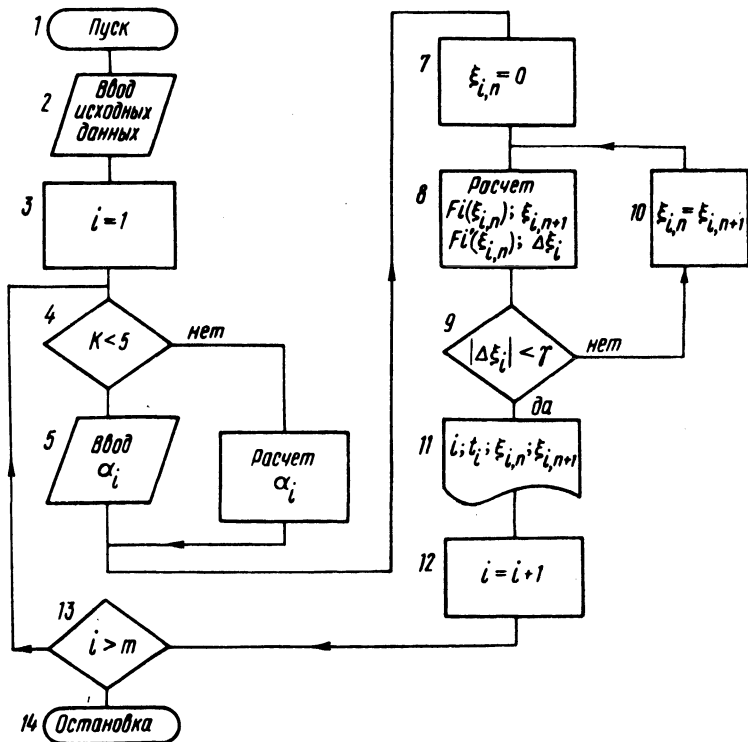 1
Пуск
2
Ввод
исходных
данных
3
i = 1
4
К < 5
нет
5
Ввод
αi
Расчет
αi
7
ξi,n = 0
8
Расчет
Fi(ξi,n); ξi,n+1
Fi'(ξi,n); Δξi
10
ξi,n = ξi,n+1
9
|Δξi| < γ
нет
да
11
i; ti; ξi,n; ξi,n+1
12
i = i+1
13
i > m
14
Остановка